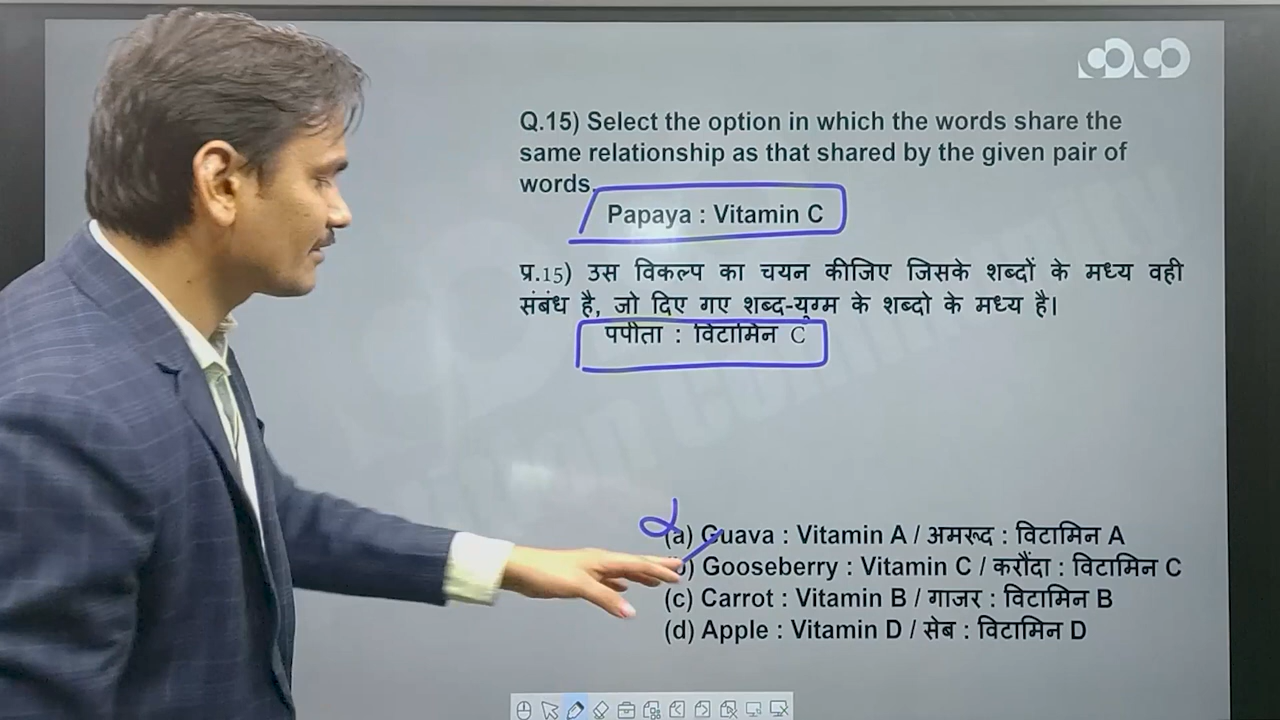 Q.15) Select the option in which the words share the
same relationship as that shared by the given pair of
words.
Papaya : Vitamin C
प्र.15) उस विकल्प का चयन कीजिए जिसके शब्दों के मध्य वही
संबंध है, जो दिए गए शब्द-युग्म के शब्दो के मध्य है।
पपीता : विटामिन C
(a) Guava : Vitamin A / अमरूद : विटामिन A
(b) Gooseberry : Vitamin C / करौंदा : विटामिन C
(c) Carrot : Vitamin B / गाजर : विटामिन B
(d) Apple : Vitamin D / सेब : विटामिन D